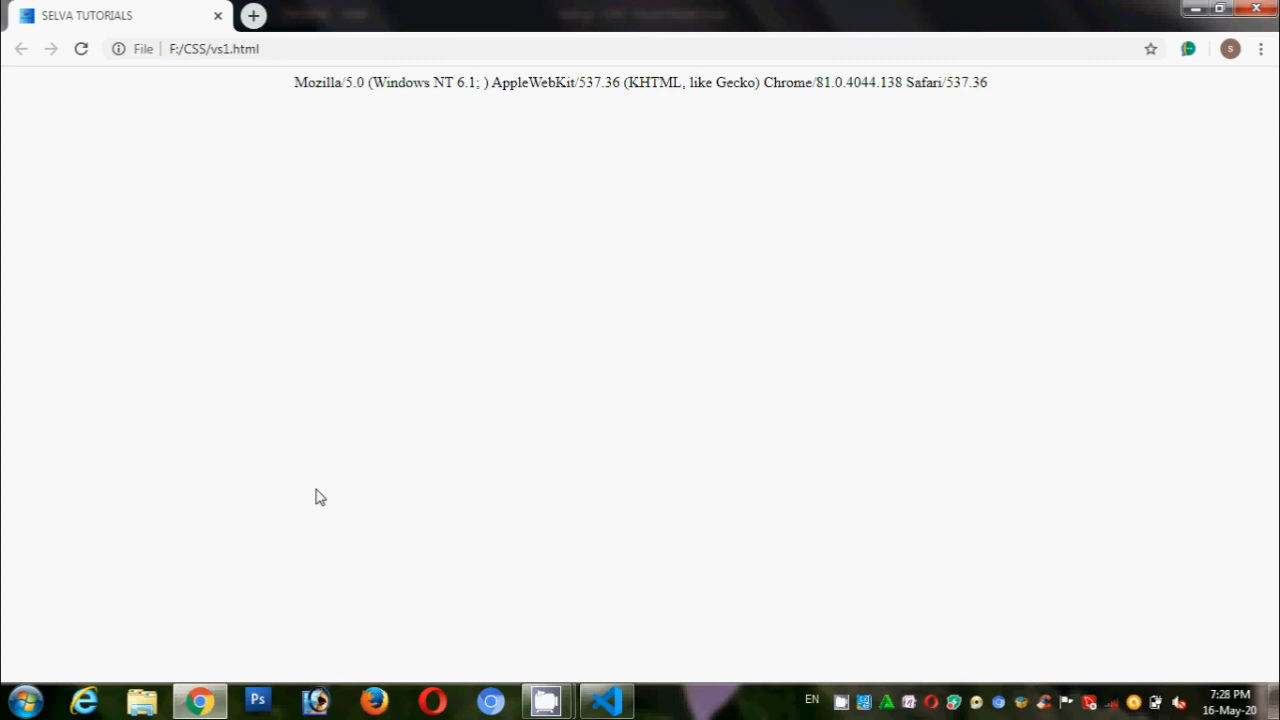 SELVA TUTORIALS
File F:/CSS/vs1.html
S
Mozilla/5.0 (Windows NT 6.1; ) AppleWebKit/537.36 (KHTML, like Gecko) Chrome/81.0.4044.138 Safari/537.36
Ps
EN
7:28 PM
16-May-20